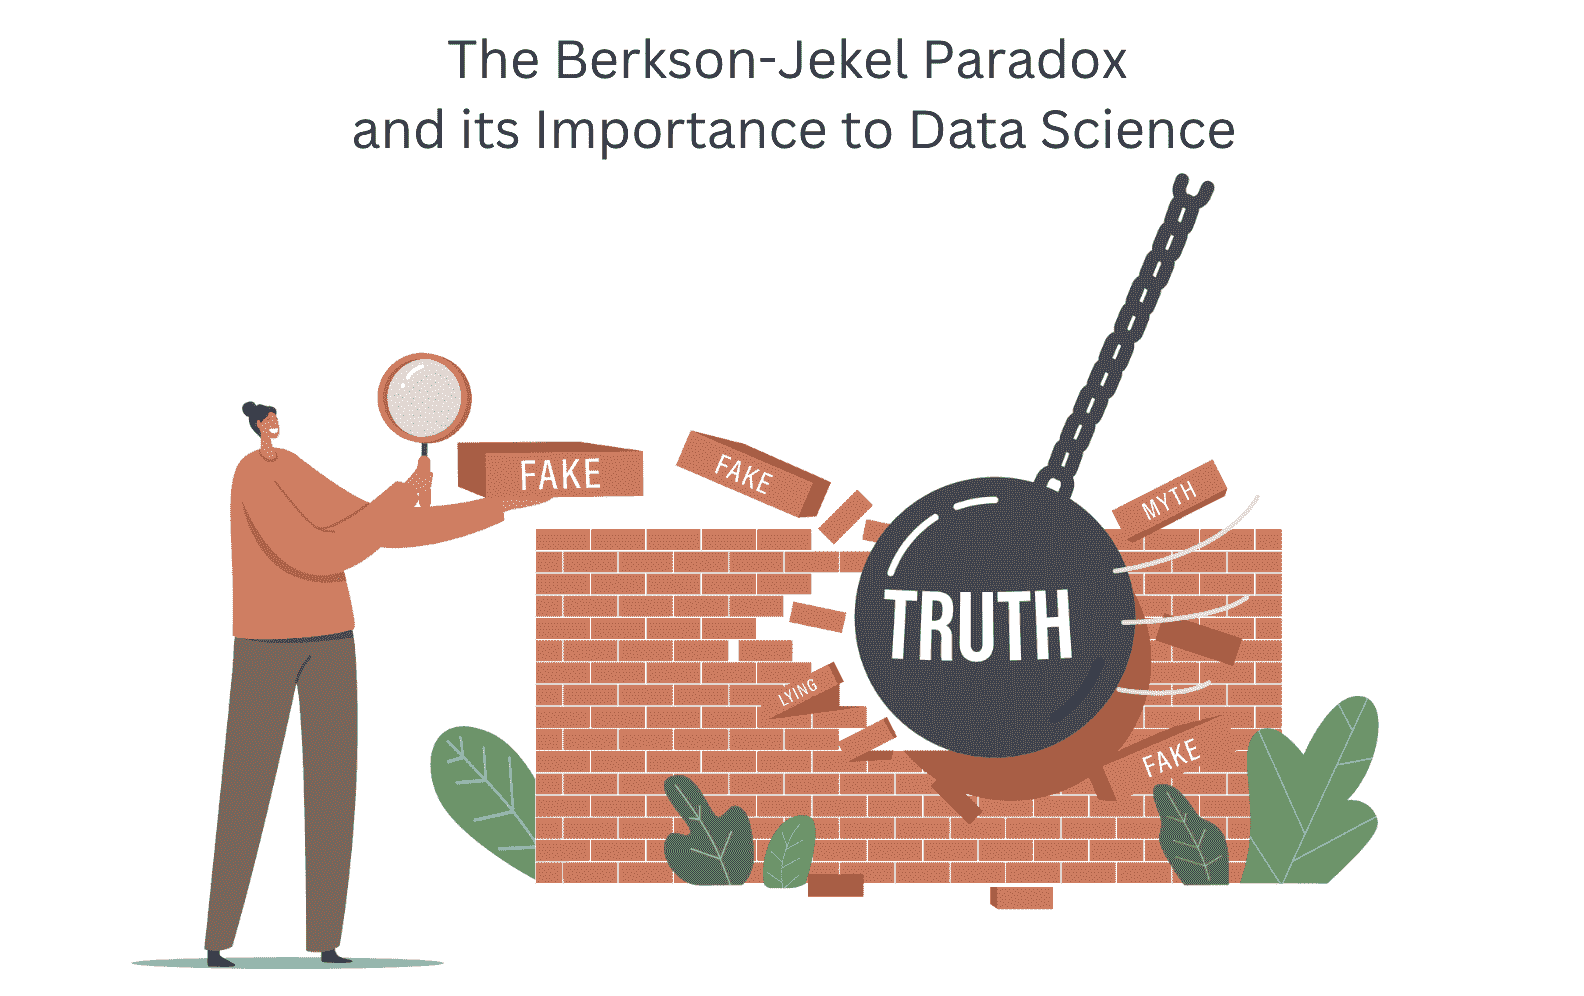 The Berkson-Jekel Paradox
and its Importance to Data Science
FAKE
FAKE
MYTH
TRUTH
LYING
FAKE